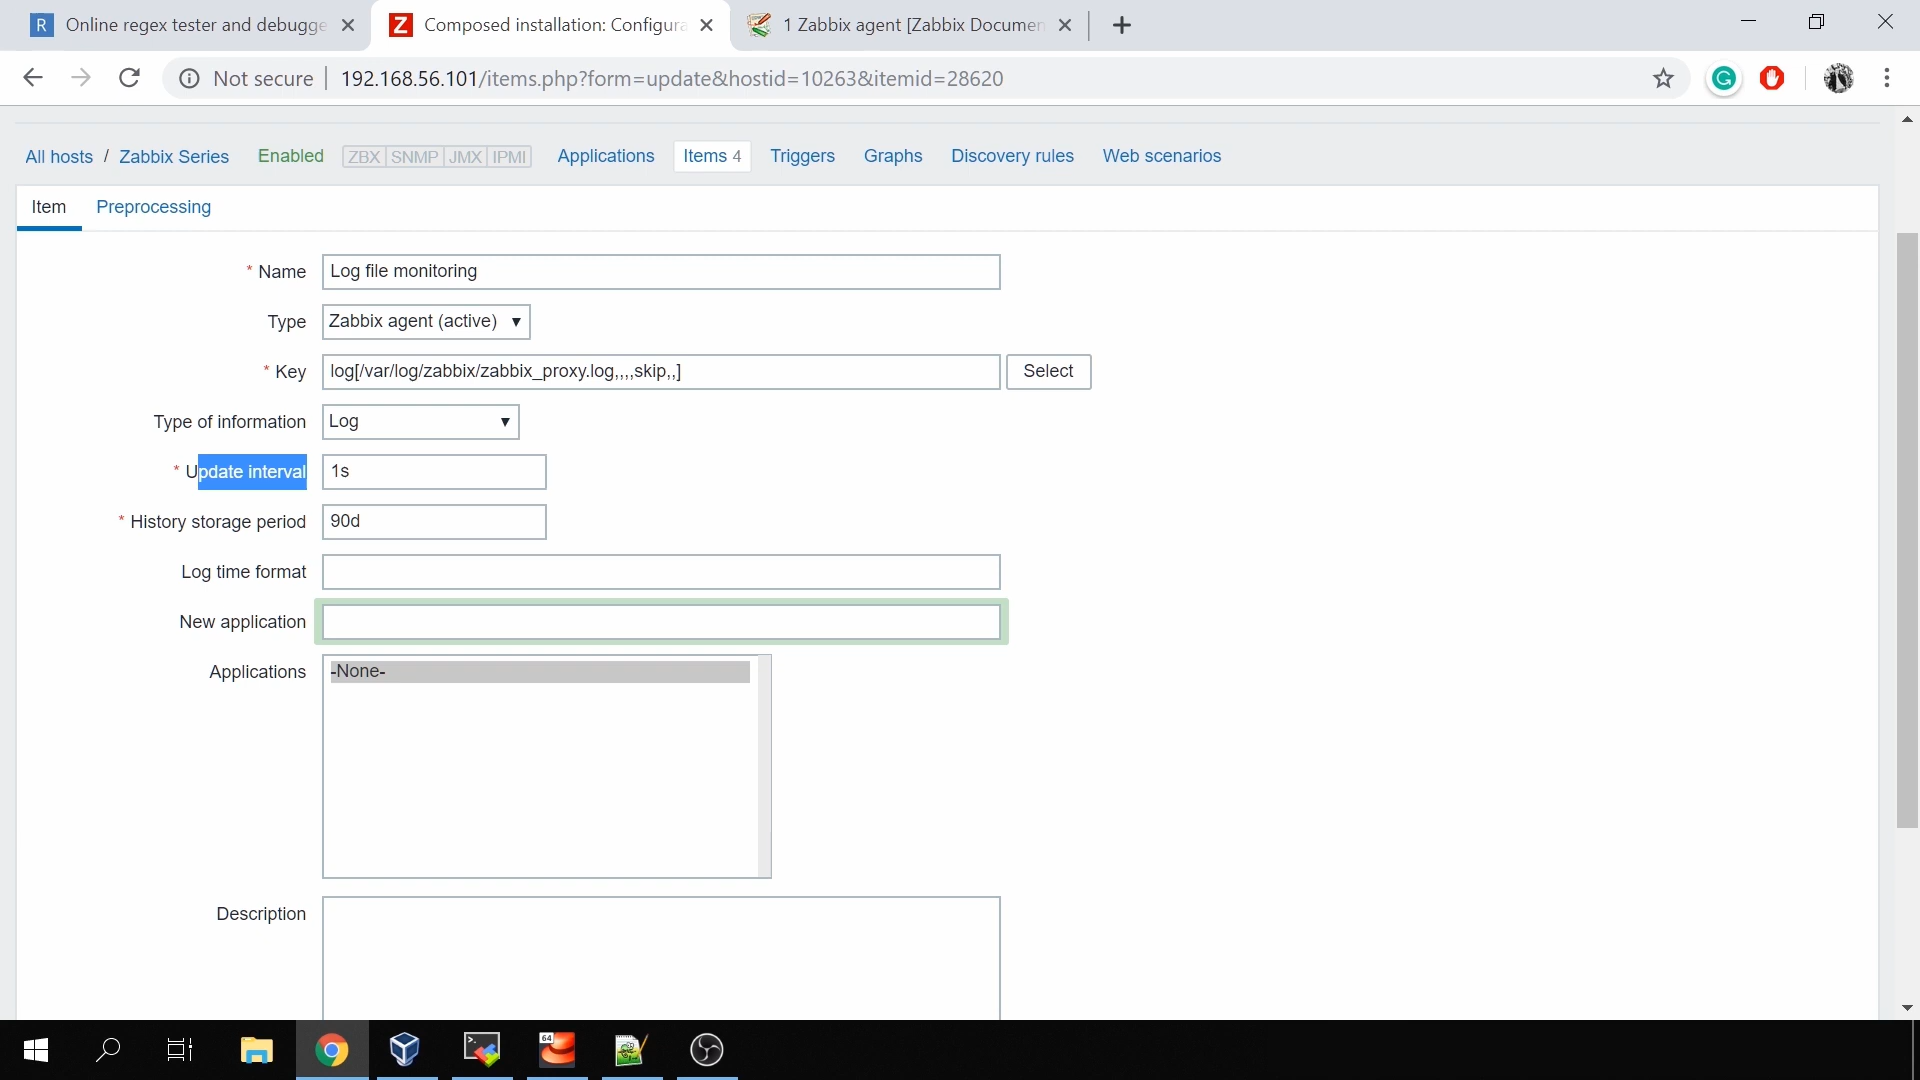 R Online regex tester and debugge
Z Composed installation: Configura
1 Zabbix agent [Zabbix Documen
Not secure 192.168.56.101/items.php?form=update&hostid=10263&itemid=28620
All hosts / Zabbix Series Enabled ZBX SNMP JMX IPMI Applications Items 4 Triggers Graphs Discovery rules Web scenarios
Item Preprocessing
* Name Log file monitoring
Type Zabbix agent (active)
* Key log[/var/log/zabbix/zabbix_proxy.log,,,,skip,,] Select
Type of information Log
* Update interval 1s
* History storage period 90d
Log time format
New application
Applications -None-
Description
64